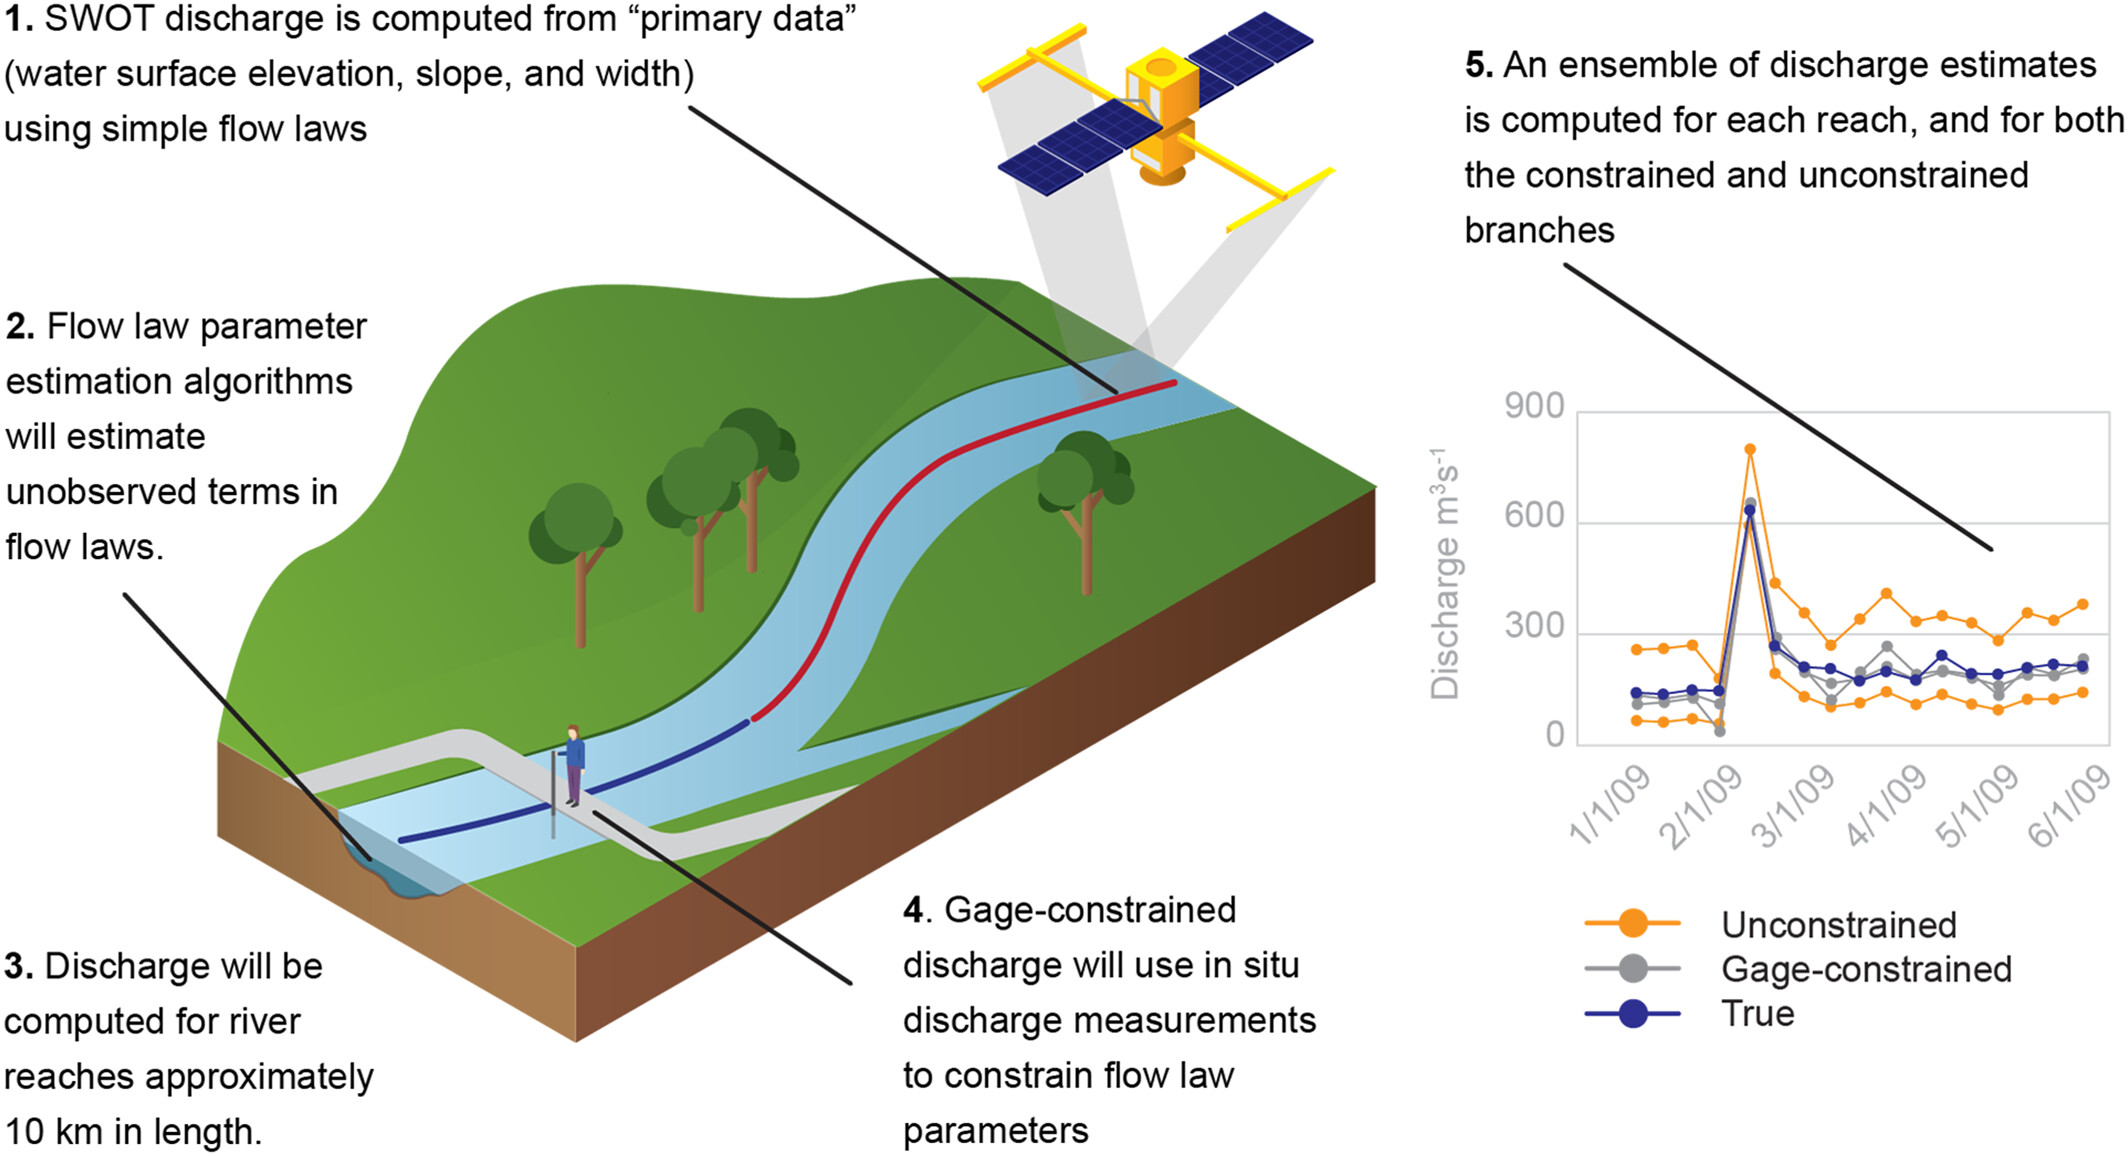 1. SWOT discharge is computed from “primary data”
(water surface elevation, slope, and width)
using simple flow laws
2. Flow law parameter
estimation algorithms
will estimate
unobserved terms in
flow laws.
3. Discharge will be
computed for river
reaches approximately
10 km in length.
4. Gage-constrained
discharge will use in situ
discharge measurements
to constrain flow law
parameters
5. An ensemble of discharge estimates
is computed for each reach, and for both
the constrained and unconstrained
branches
Discharge m³s⁻¹
900
600
300
0
1/1/09
2/1/09
3/1/09
4/1/09
5/1/09
6/1/09
Unconstrained
Gage-constrained
True